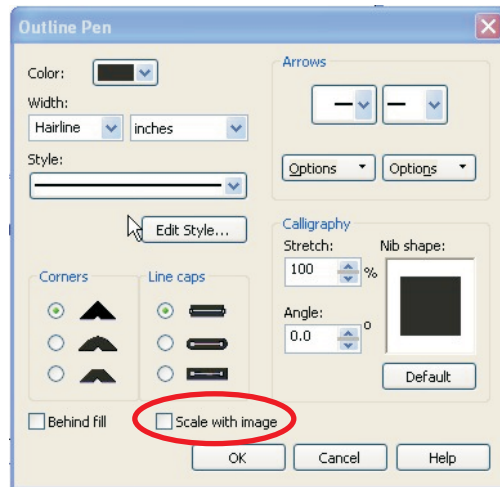 Outline Pen
Color:
Width:
Hairline
inches
Style:
Edit Style...
Arrows
Options
Options
Corners
Line caps
Calligraphy
Stretch:
100 %
Angle:
0.0 °
Nib shape:
Default
Behind fill
Scale with image
OK Cancel Help